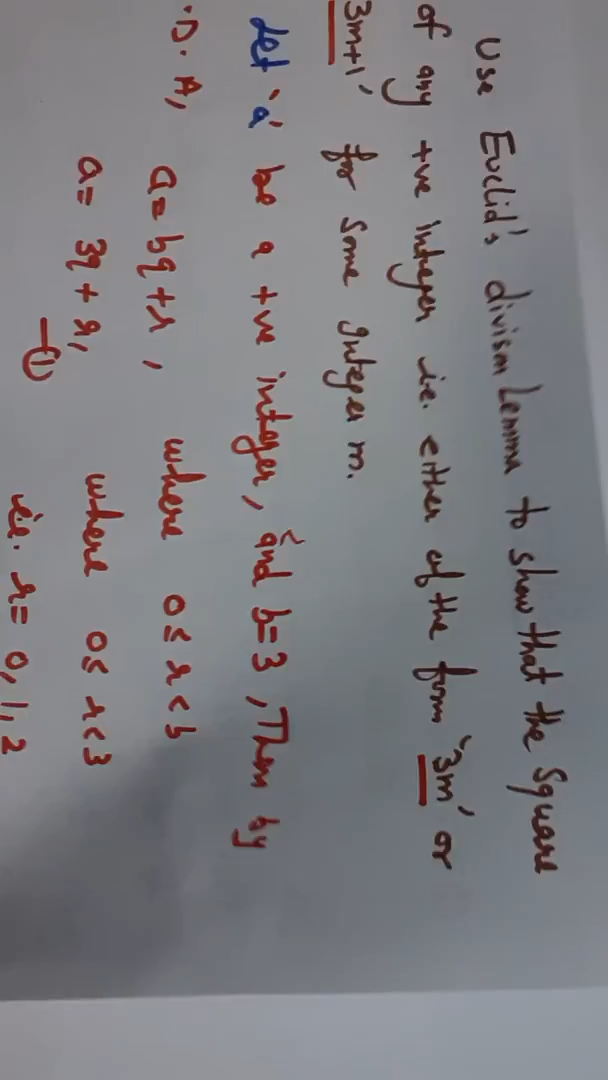 Use Euclid's division Lemma to show that the Square
of any +ve integer i.e. either of the form '3m' or
3m+1' for some integer m.
Let 'a' be a +ve integer, and b=3, Then by
.D.A,
a= bq + r, where 0 ≤ r < b
a= 3q + r, where 0 ≤ r < 3
—① i.e. r = 0, 1, 2